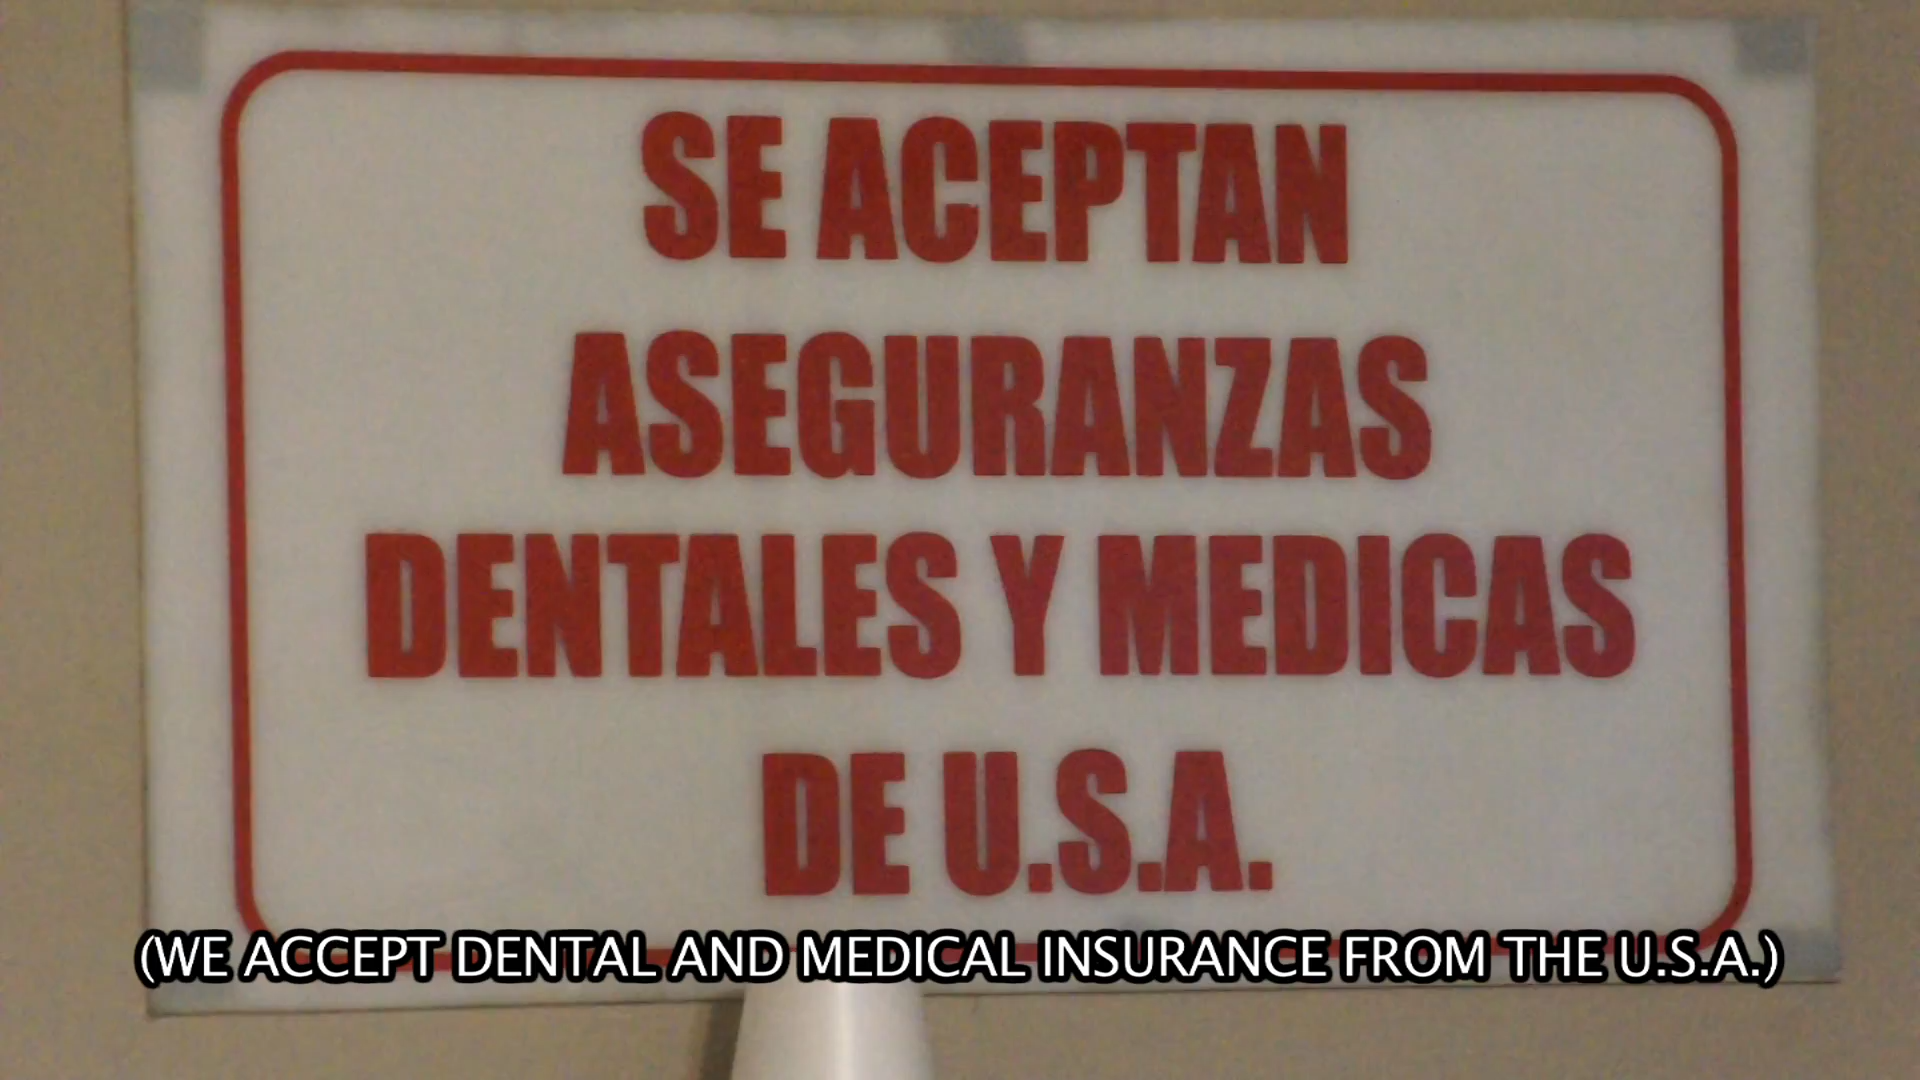 SE ACEPTAN
ASEGURANZAS
DENTALES Y MEDICAS
DE U.S.A.
(WE ACCEPT DENTAL AND MEDICAL INSURANCE FROM THE U.S.A.)